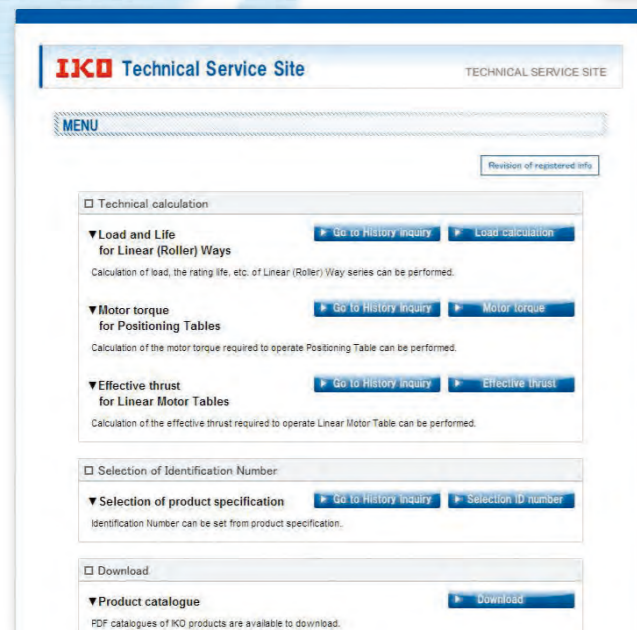 IKO Technical Service Site
TECHNICAL SERVICE SITE
MENU
Revision of registered info
□ Technical calculation
▼Load and Life
for Linear (Roller) Ways
Go to History inquiry
Load calculation
Calculation of load, the rating life, etc. of Linear (Roller) Way series can be performed.
▼Motor torque
for Positioning Tables
Go to History inquiry
Motor torque
Calculation of the motor torque required to operate Positioning Table can be performed.
▼Effective thrust
for Linear Motor Tables
Go to History inquiry
Effective thrust
Calculation of the effective thrust required to operate Linear Motor Table can be performed.
□ Selection of Identification Number
▼Selection of product specification
Go to History inquiry
Selection ID number
Identification Number can be set from product specification.
□ Download
▼Product catalogue
Download
PDF catalogues of IKO products are available to download.